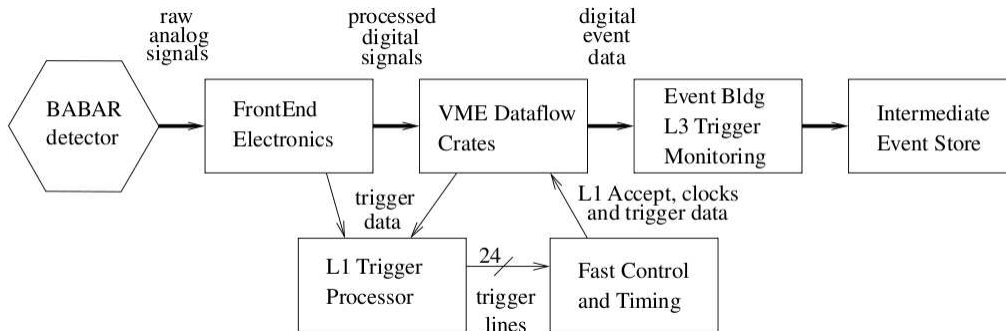 raw
analog
signals
processed
digital
signals
digital
event
data
BABAR
detector
FrontEnd
Electronics
VME Dataflow
Crates
Event Bldg
L3 Trigger
Monitoring
Intermediate
Event Store
trigger
data
L1 Accept, clocks
and trigger data
L1 Trigger
Processor
24
trigger
lines
Fast Control
and Timing